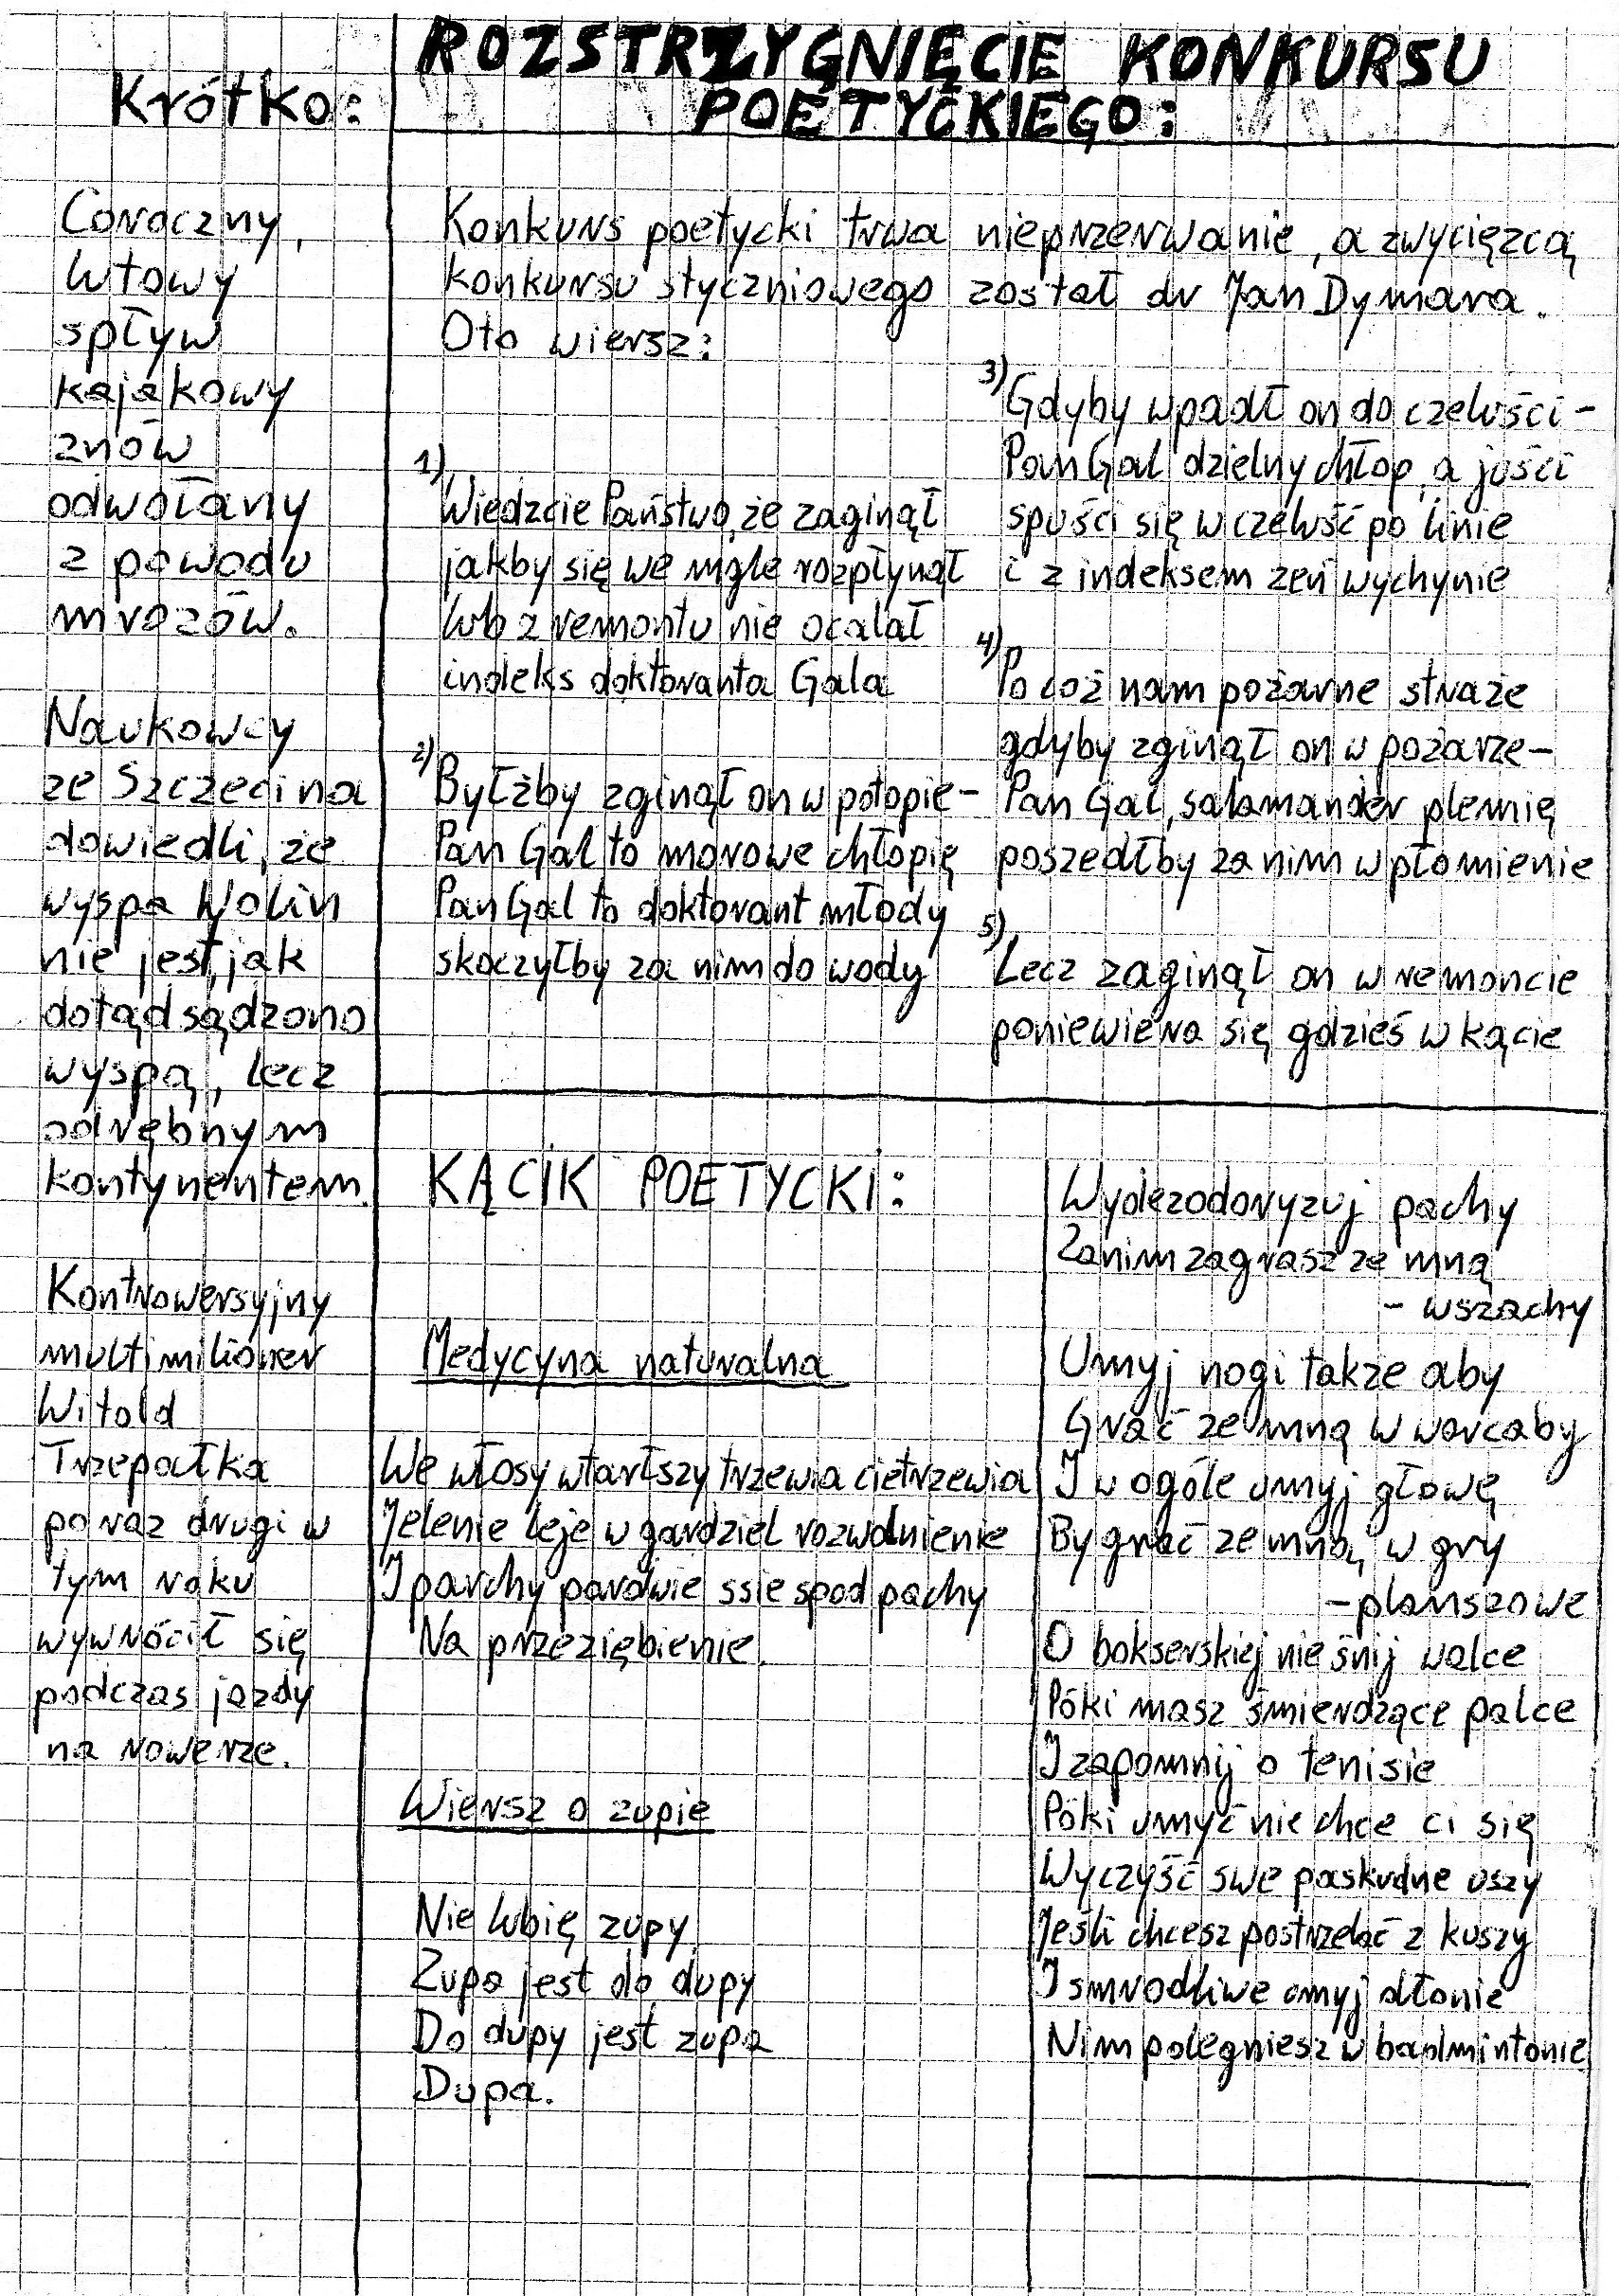 Krótko:
Coroczny,
lutowy
spływ
kajakowy
znów
odwołany
z powodu
mrozów.
Naukowcy
ze Szczecina
dowiedli, że
wyspa Wolin
nie jest, jak
dotąd sądzono
wyspą, lecz
odrębnym
kontynentem.
Kontrowersyjny
multimilioner
Witold
Trzepałka
po raz drugi w
tym roku
wywrócił się
podczas jazdy
na rowerze.
ROZSTRZYGNIĘCIE KONKURSU
POETYCKIEGO:
Konkurs poetycki trwa nieprzerwanie, a zwycięzcą
konkursu styczniowego został dr Jan Dymara.
Oto wiersz:
1)
Wiedzcie Państwo, że zaginął
jakby się we mgle rozpłynął
lub z remontu nie ocalał
indeks doktoranta Gala
2)
Byłżby zginął on w potopie -
Pan Gal to morowe chłopię
Pan Gal to doktorant młody
skoczyłby za nim do wody
3)
Gdyby wpadł on do czeluści -
Pan Gal dzielny chłop, a juści
spuści się w czeluść po linie
i z indeksem zeń wychynie
4)
Po cóż nam pożarne straże
gdyby zginął on w pożarze -
Pan Gal, salamander plemię
poszedłby za nim w płomienie
5)
Lecz zaginął on w remoncie
poniewiera się gdzieś w kącie
KĄCIK POETYCKI:
Medycyna naturalna
We włosy wtarłszy trzewia cietrzewia
Jelenie leje w gardziel rozwolnienie
I parchy pardwie ssie spod pachy
Na przeziębienie.
Wiersz o zupie
Nie lubię zupy
Zupa jest do dupy
Do dupy jest zupa
Dupa.
Wydezodoryzuj pachy
Zanim zagrasz ze mną
- w szachy
Umyj nogi także aby
Grać ze mną w warcaby
I w ogóle umyj głowę
By grać ze mną w gry
- planszowe
O bokserskiej nie śnij walce
Póki masz śmierdzące palce
I zapomnij o tenisie
Póki umyć nie chce ci się
Wyczyść swe paskudne uszy
Jeśli chcesz postrzelać z kuszy
I smrodliwe umyj dłonie
Nim polegniesz w badmintonie